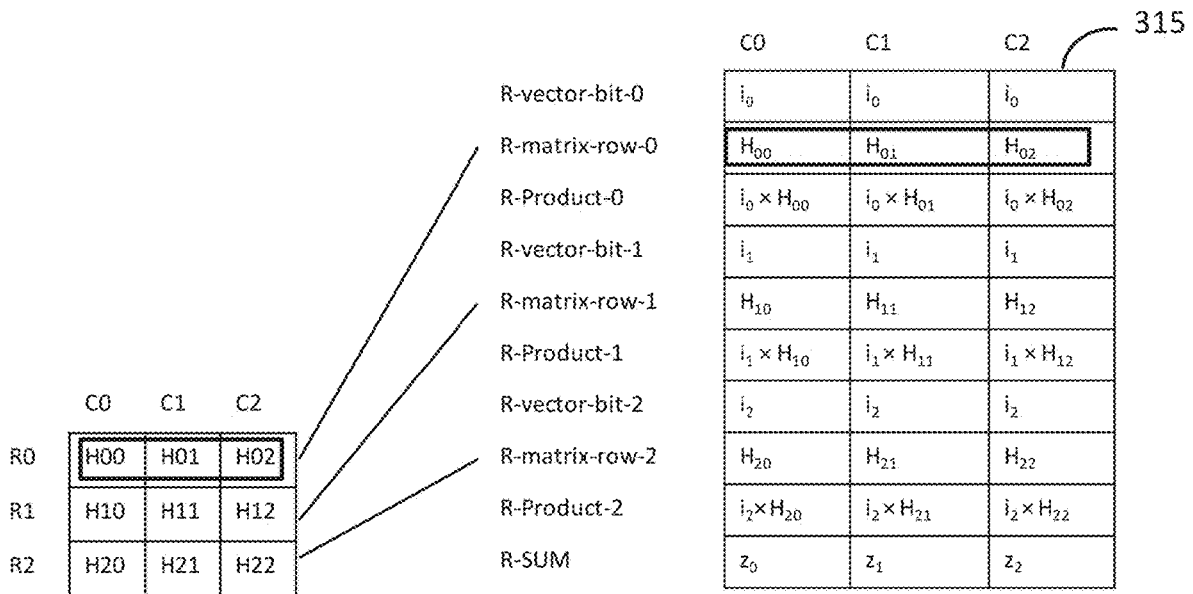 315
C0 C1 C2
R-vector-bit-0 i₀ i₀ i₀
R-matrix-row-0 H₀₀ H₀₁ H₀₂
R-Product-0 i₀ × H₀₀ i₀ × H₀₁ i₀ × H₀₂
R-vector-bit-1 i₁ i₁ i₁
R-matrix-row-1 H₁₀ H₁₁ H₁₂
R-Product-1 i₁ × H₁₀ i₁ × H₁₁ i₁ × H₁₂
R-vector-bit-2 i₂ i₂ i₂
R-matrix-row-2 H₂₀ H₂₁ H₂₂
R-Product-2 i₂×H₂₀ i₂×H₂₁ i₂×H₂₂
R-SUM z₀ z₁ z₂
C0 C1 C2
R0 H00 H01 H02
R1 H10 H11 H12
R2 H20 H21 H22